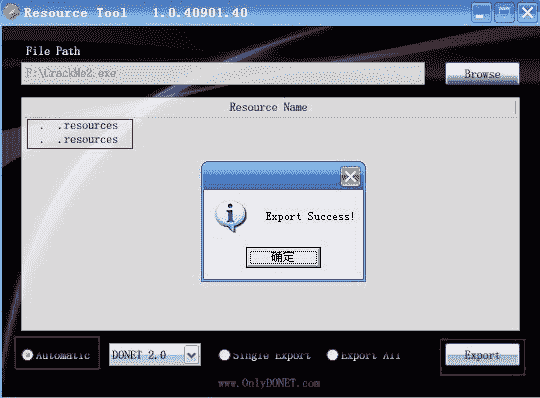 Resource Tool 1.0.40901.40
File Path
F:\CrackMe2.exe
Browse
Resource Name
. .resources
. .resources
Export Success!
确定
Automatic
DONET 2.0
Single Export
Export All
Export
www.OnlyDONET.com